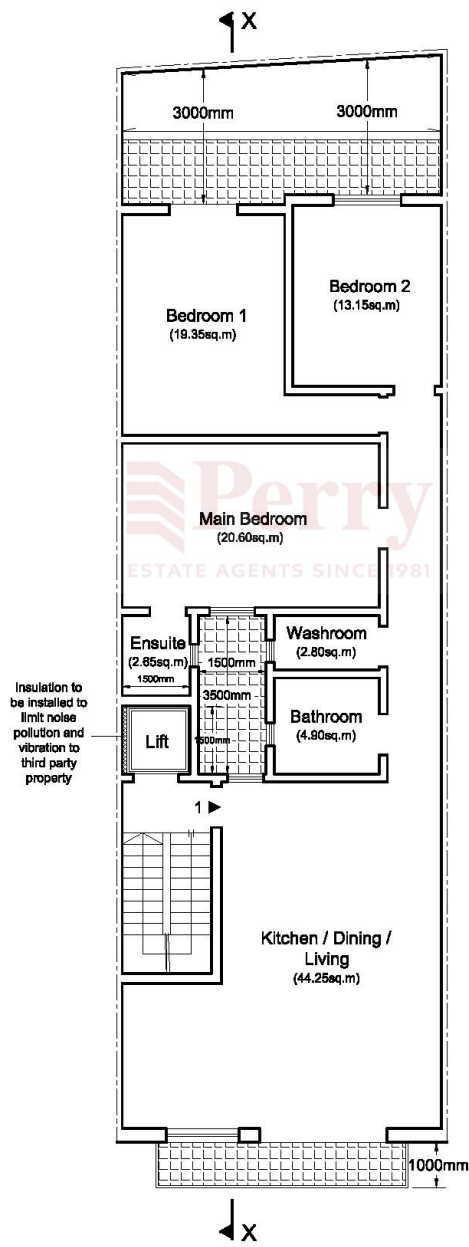 X
3000mm
3000mm
Bedroom 1
(19.35sq.m)
Bedroom 2
(13.15sq.m)
Perry
ESTATE AGENTS SINCE 1981
Main Bedroom
(20.60sq.m)
Ensuite
(2.65sq.m)
1500mm
1500mm
3500mm
1500mm
Washroom
(2.80sq.m)
Bathroom
(4.90sq.m)
Insulation to
be installed to
limit noise
pollution and
vibration to
third party
property
Lift
1
Kitchen / Dining /
Living
(44.25sq.m)
1000mm
X